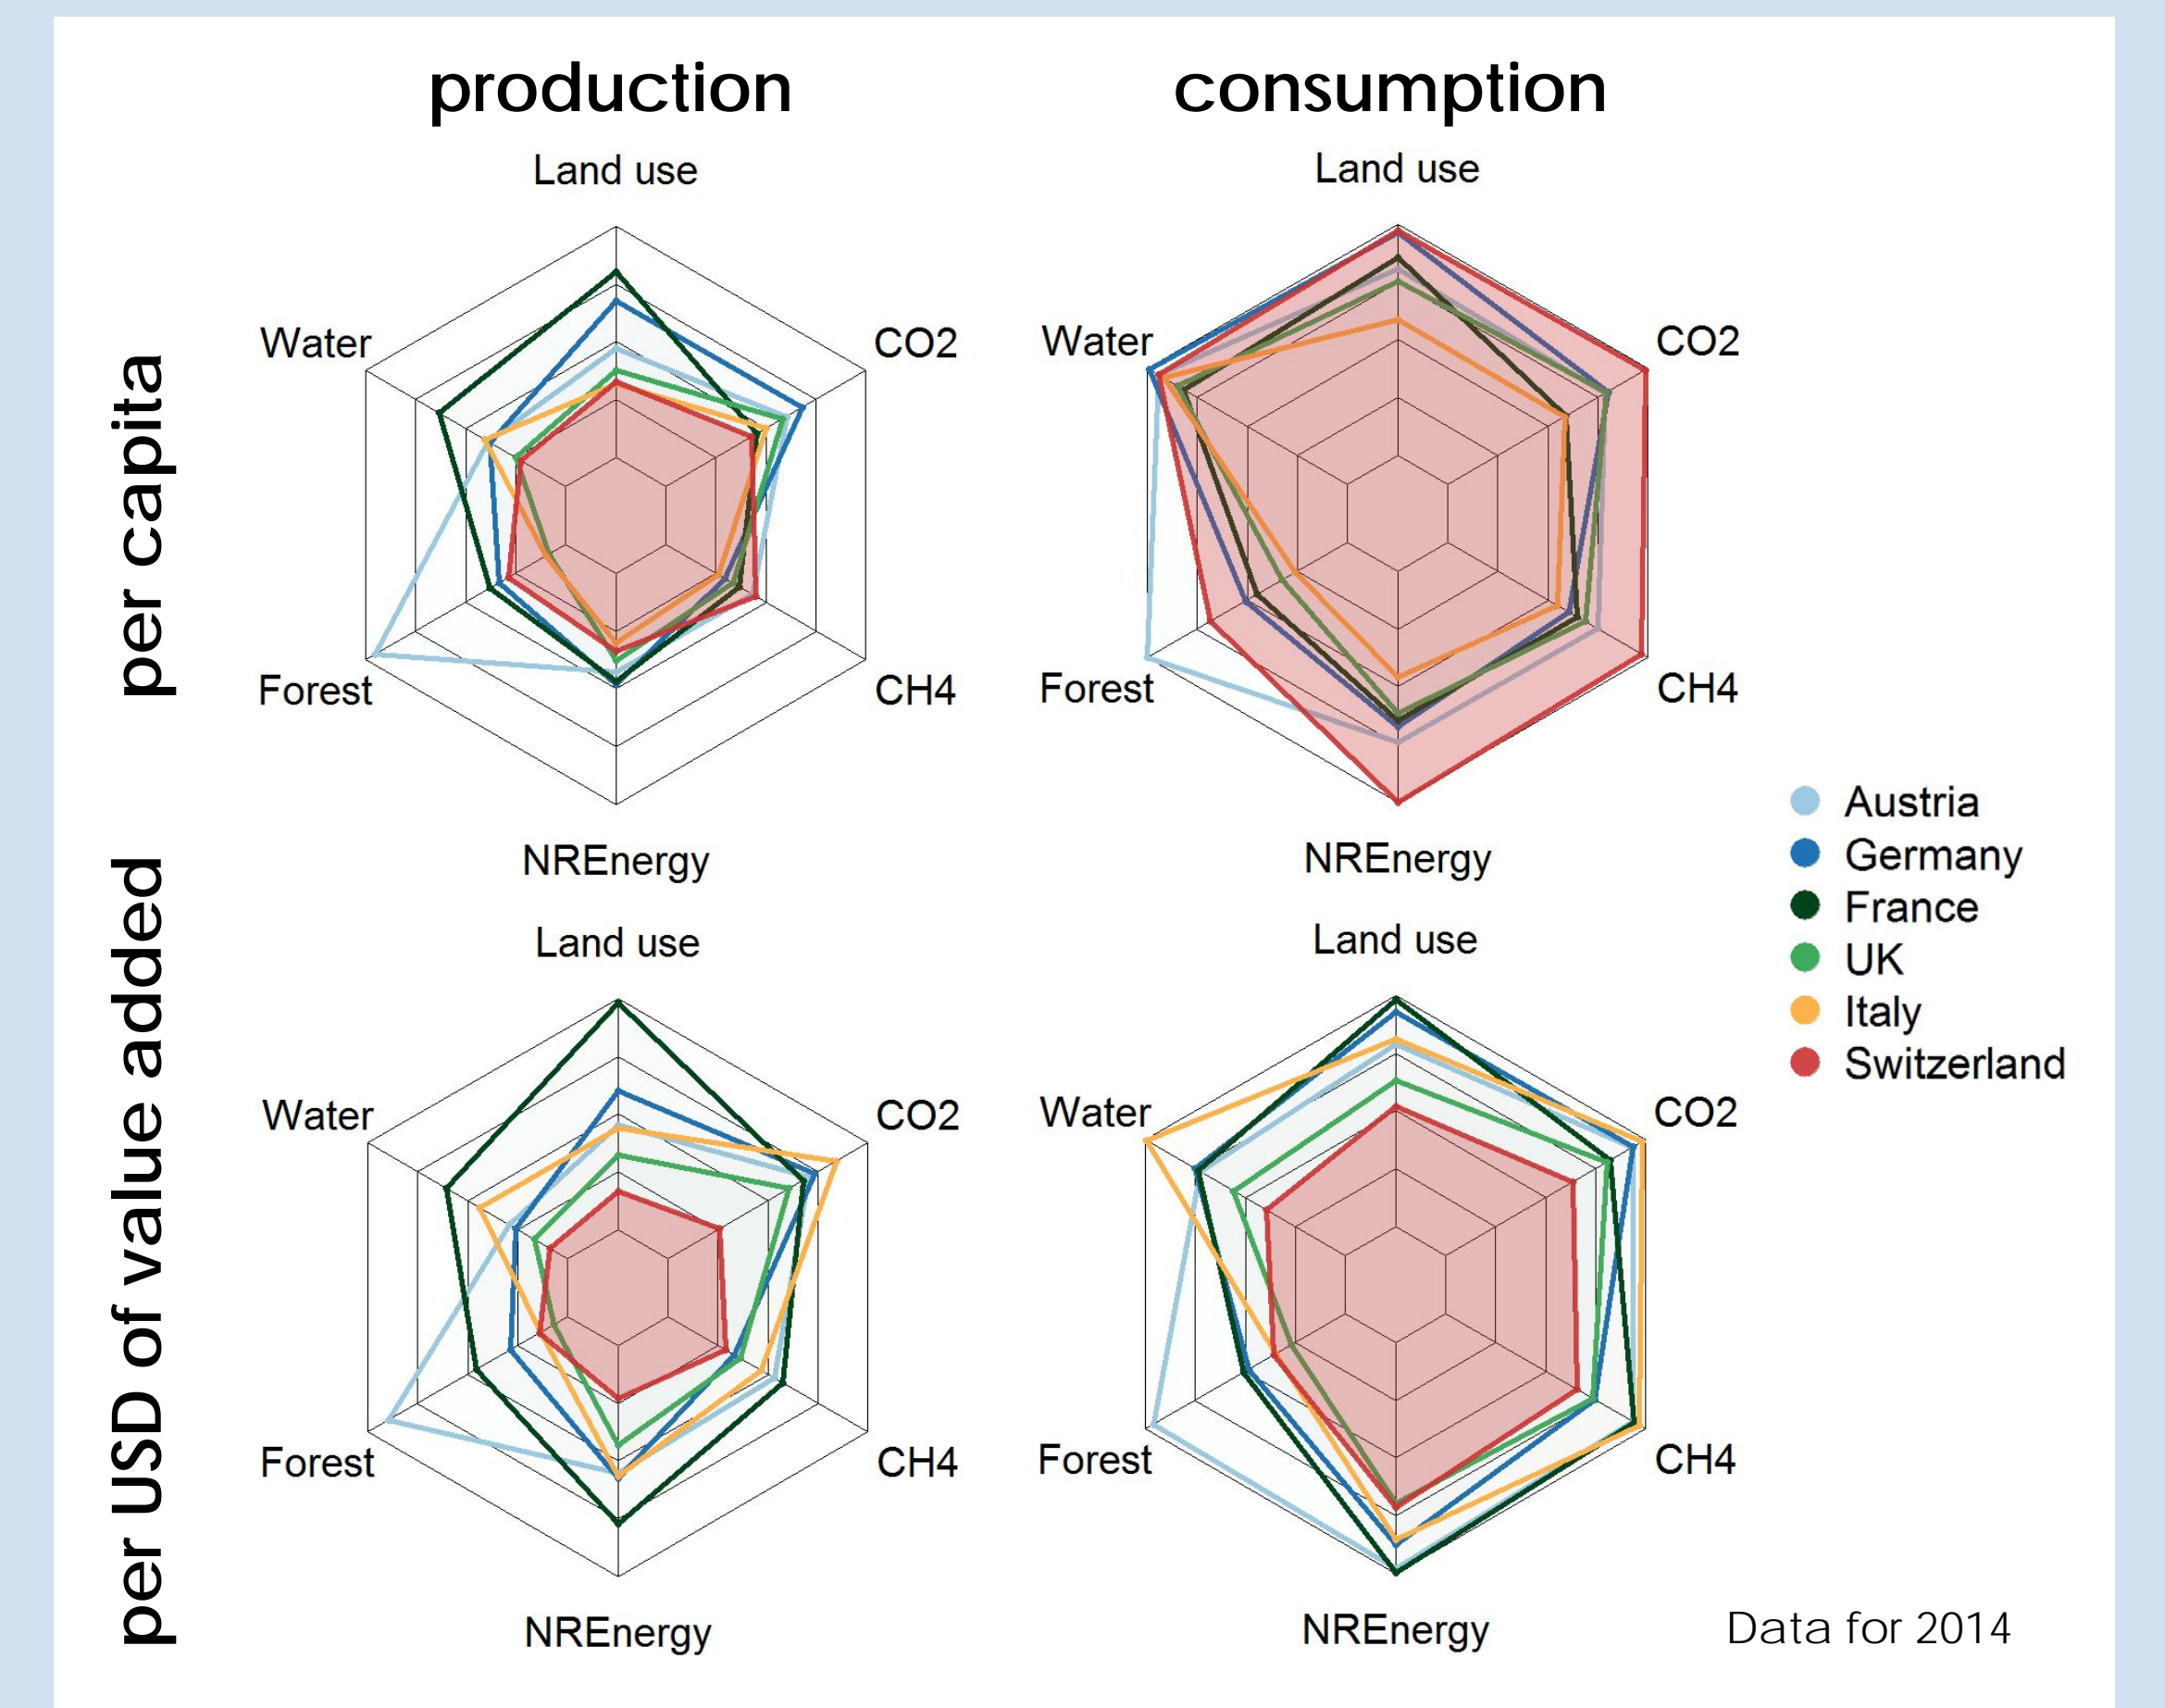 production
consumption
per capita
Land use
CO2
CH4
NREnergy
Forest
Water
Land use
CO2
CH4
NREnergy
Forest
Water
per USD of value added
Land use
CO2
CH4
NREnergy
Forest
Water
Land use
CO2
CH4
NREnergy
Forest
Water
Austria
Germany
France
UK
Italy
Switzerland
Data for 2014